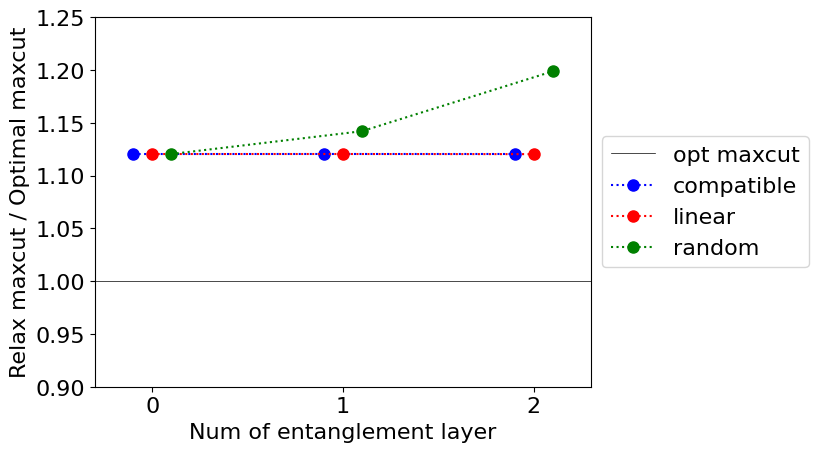 Relax maxcut / Optimal maxcut
1.25
1.20
1.15
1.10
1.05
1.00
0.95
0.90
0
1
2
Num of entanglement layer
opt maxcut
compatible
linear
random